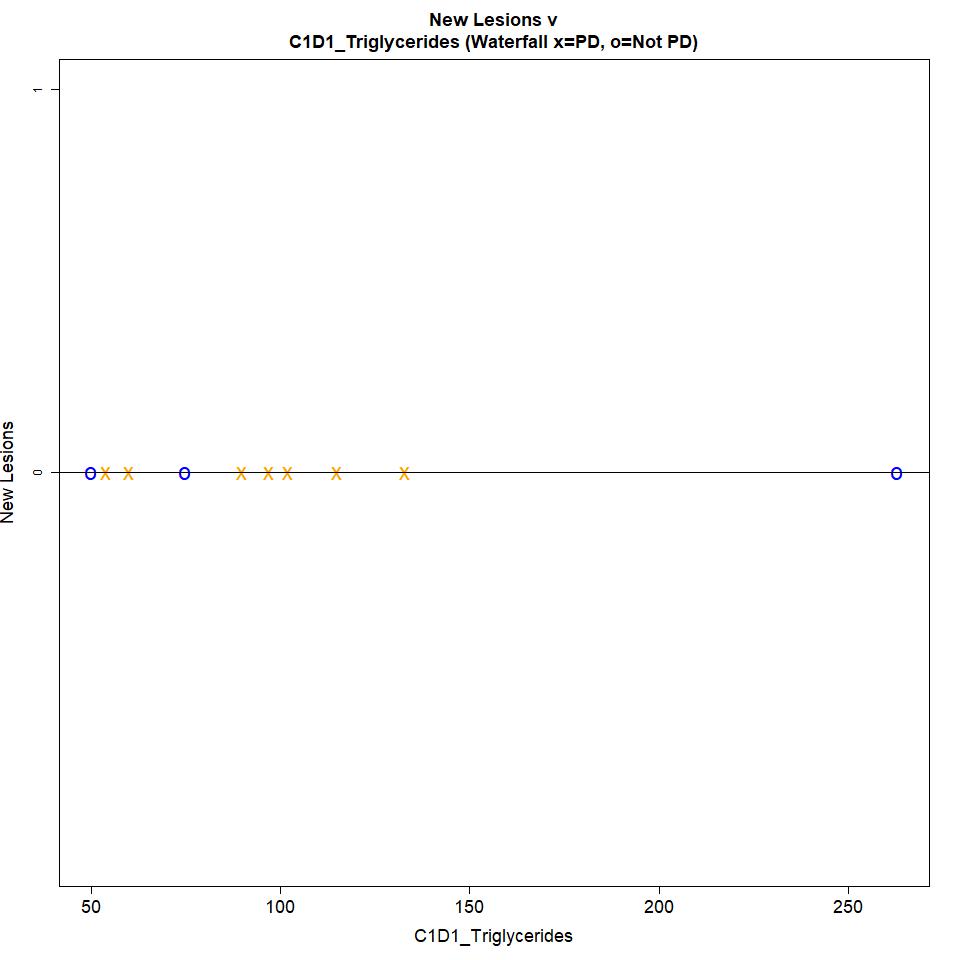 New Lesions v
C1D1_Triglycerides (Waterfall x=PD, o=Not PD)
1
New Lesions
0
o x x o x x x x x o
50 100 150 200 250
C1D1_Triglycerides